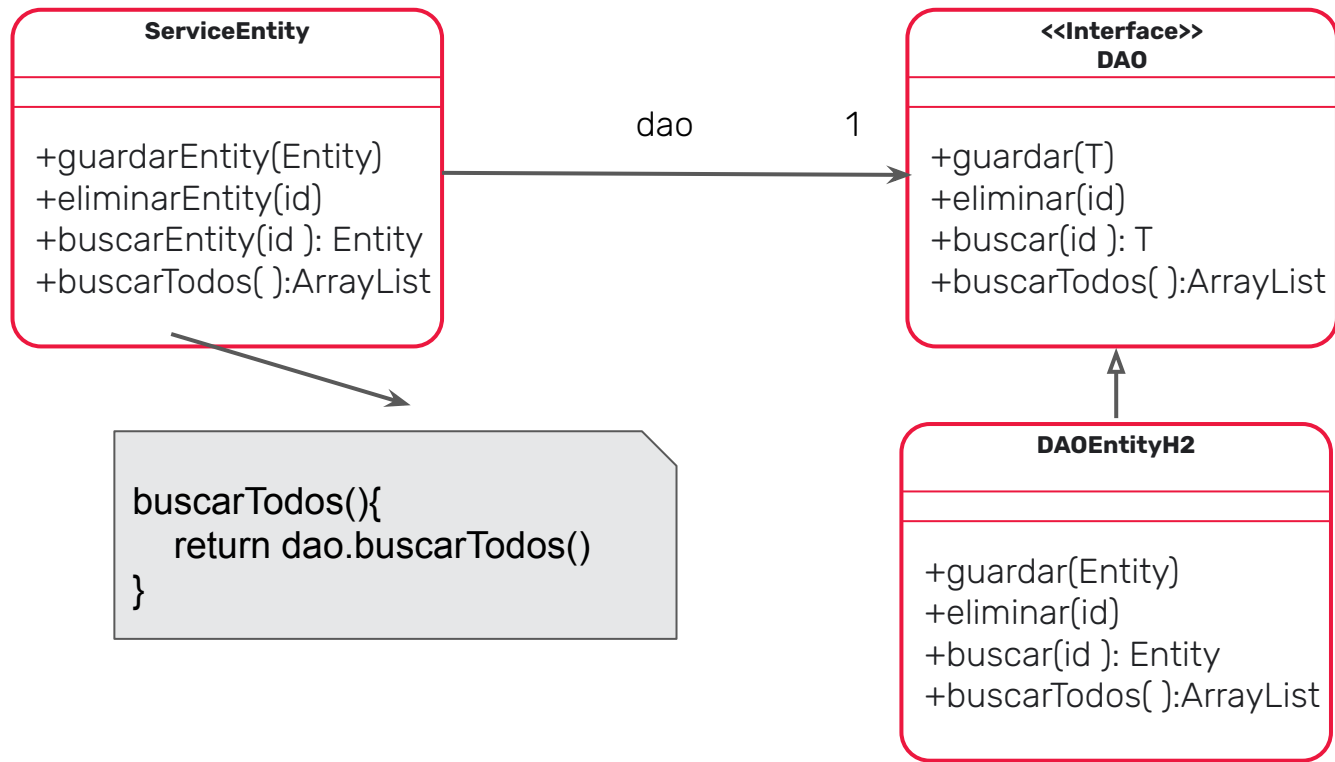 ServiceEntity
+guardarEntity(Entity)
+eliminarEntity(id)
+buscarEntity(id ): Entity
+buscarTodos( ):ArrayList
dao 1
<<Interface>>
DAO
+guardar(T)
+eliminar(id)
+buscar(id ): T
+buscarTodos( ):ArrayList
buscarTodos(){
return dao.buscarTodos()
}
DAOEntityH2
+guardar(Entity)
+eliminar(id)
+buscar(id ): Entity
+buscarTodos( ):ArrayList